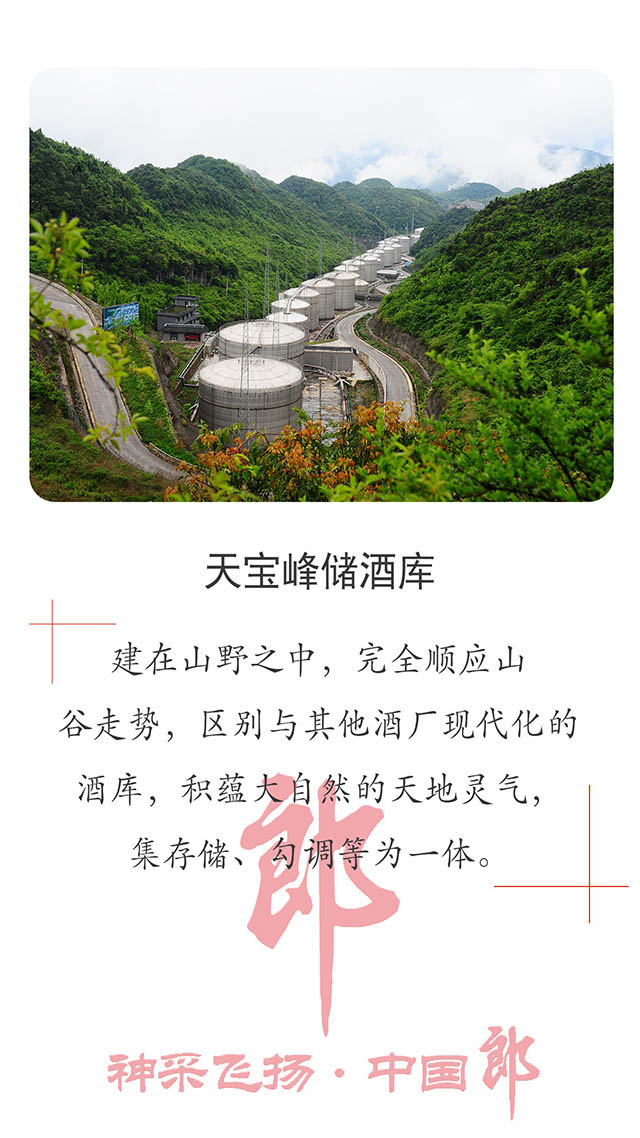 天宝峰储酒库
建在山野之中，完全顺应山
谷走势，区别与其他酒厂现代化的
酒库，积蕴大自然的天地灵气，
集存储、勾调等为一体。
郎
神采飞扬·中国郎